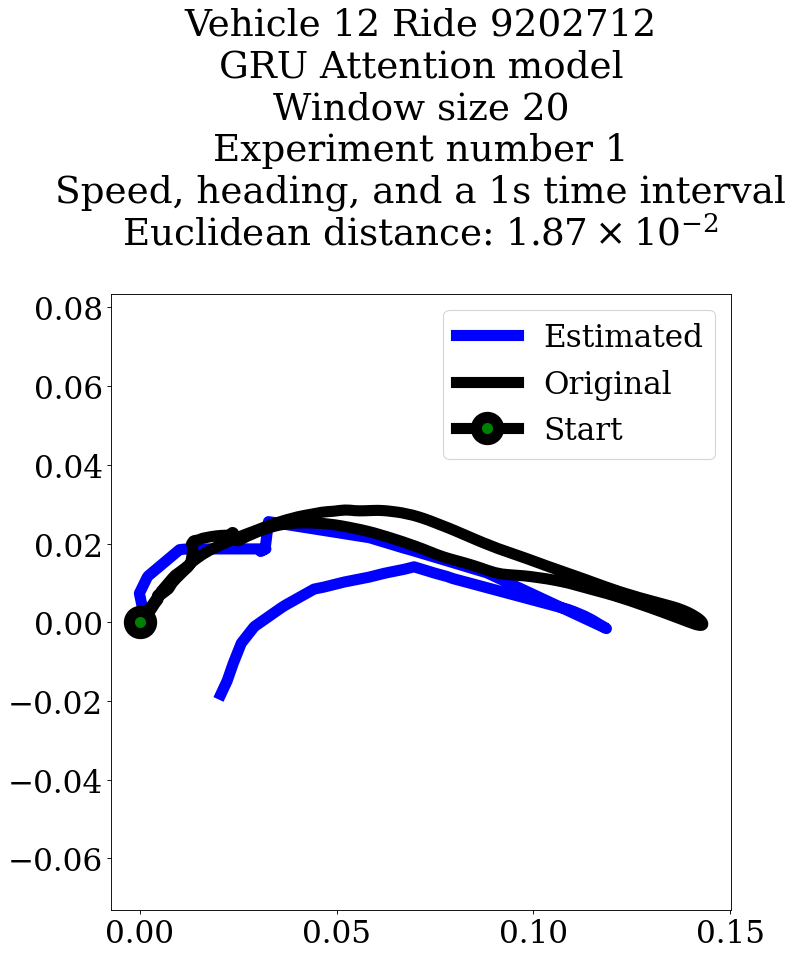 Vehicle 12 Ride 9202712
GRU Attention model
Window size 20
Experiment number 1
Speed, heading, and a 1s time interval
Euclidean distance: 1.87 × 10⁻²
Estimated
Original
Start
0.08
0.06
0.04
0.02
0.00
−0.02
−0.04
−0.06
0.00 0.05 0.10 0.15